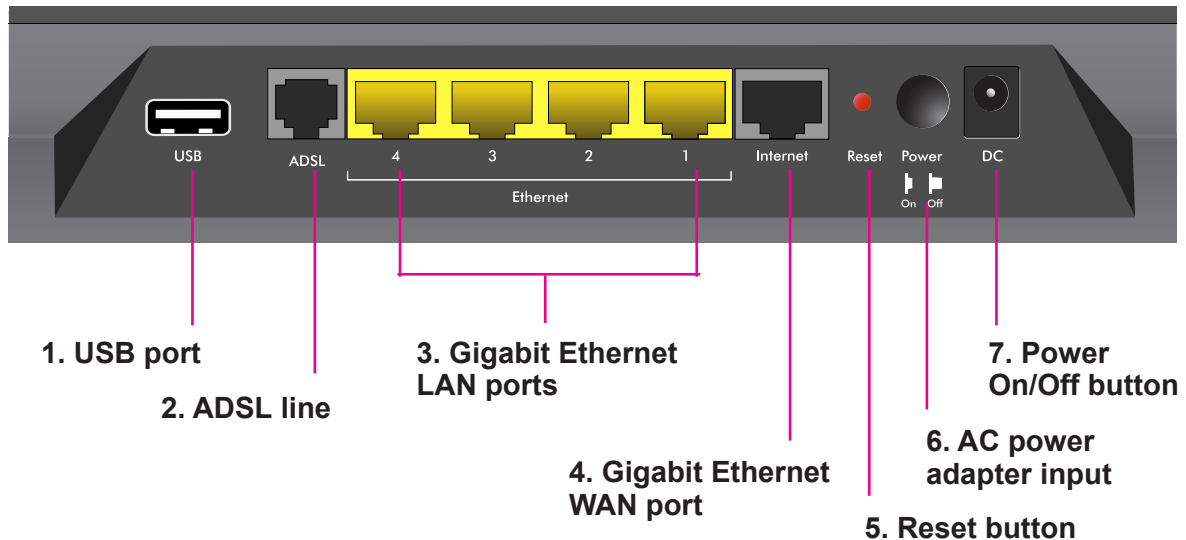 USB
ADSL
4
3
2
1
Ethernet
Internet
Reset
Power
On
Off
DC
1. USB port
2. ADSL line
3. Gigabit Ethernet
LAN ports
4. Gigabit Ethernet
WAN port
5. Reset button
6. AC power
adapter input
7. Power
On/Off button